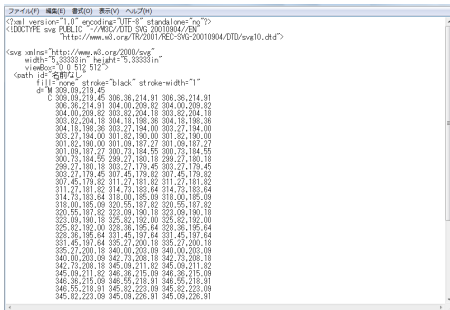 ファイル(F) 編集(E) 書式(O) 表示(V) ヘルプ(H)
<?xml version="1.0" encoding="UTF-8" standalone="no"?>
<!DOCTYPE svg PUBLIC "-//W3C//DTD SVG 20010904//EN"
"http://www.w3.org/TR/2001/REC-SVG-20010904/DTD/svg10.dtd">
<svg xmlns="http://www.w3.org/2000/svg"
width="5.33333in" height="5.33333in"
viewBox="0 0 512 512">
<path id="名前なし"
fill="none" stroke="black" stroke-width="1"
d="M 309.09,219.45
C 309.09,219.45 306.36,214.91 306.36,214.91
306.36,214.91 304.00,209.82 304.00,209.82
304.00,209.82 303.82,204.18 303.82,204.18
303.82,204.18 304.18,198.36 304.18,198.36
304.18,198.36 303.27,194.00 303.27,194.00
303.27,194.00 301.82,190.00 301.82,190.00
301.82,190.00 301.09,187.27 301.09,187.27
301.09,187.27 300.73,184.55 300.73,184.55
300.73,184.55 299.27,180.18 299.27,180.18
299.27,180.18 303.27,179.45 303.27,179.45
303.27,179.45 307.45,179.82 307.45,179.82
307.45,179.82 311.27,181.82 311.27,181.82
311.27,181.82 314.73,183.64 314.73,183.64
314.73,183.64 318.00,185.09 318.00,185.09
318.00,185.09 320.55,187.82 320.55,187.82
320.55,187.82 323.09,190.18 323.09,190.18
323.09,190.18 325.82,192.00 325.82,192.00
325.82,192.00 328.36,195.64 328.36,195.64
328.36,195.64 331.45,197.64 331.45,197.64
331.45,197.64 335.27,200.18 335.27,200.18
335.27,200.18 340.00,203.09 340.00,203.09
340.00,203.09 342.73,208.18 342.73,208.18
342.73,208.18 345.09,211.82 345.09,211.82
345.09,211.82 346.36,215.09 346.36,215.09
346.36,215.09 346.55,218.91 346.55,218.91
346.55,218.91 345.82,223.09 345.82,223.09
345.82,223.09 345.09,226.91 345.09,226.91